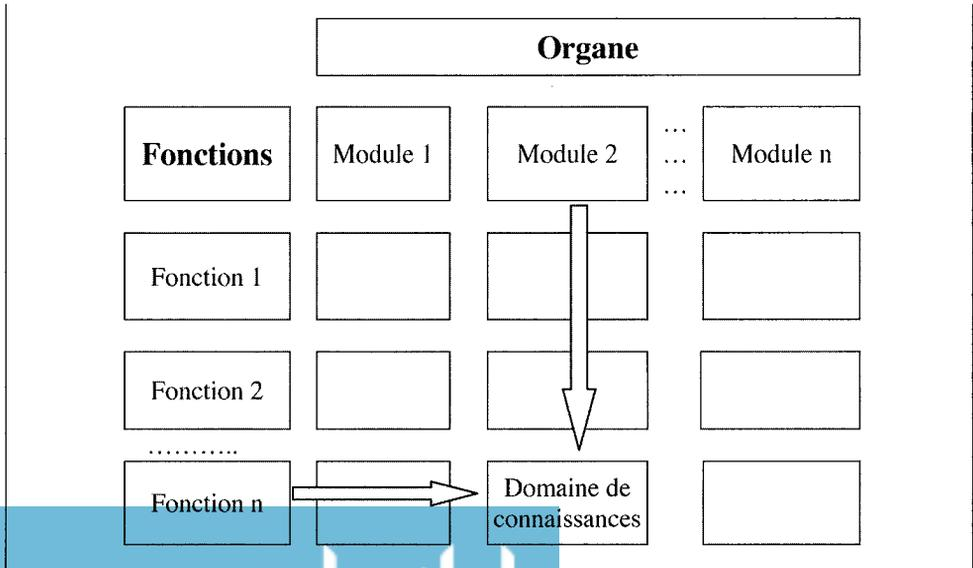 Organe
Fonctions
Module 1
Module 2
...
...
...
Module n
Fonction 1
Fonction 2
...........
Fonction n
Domaine de
connaissances